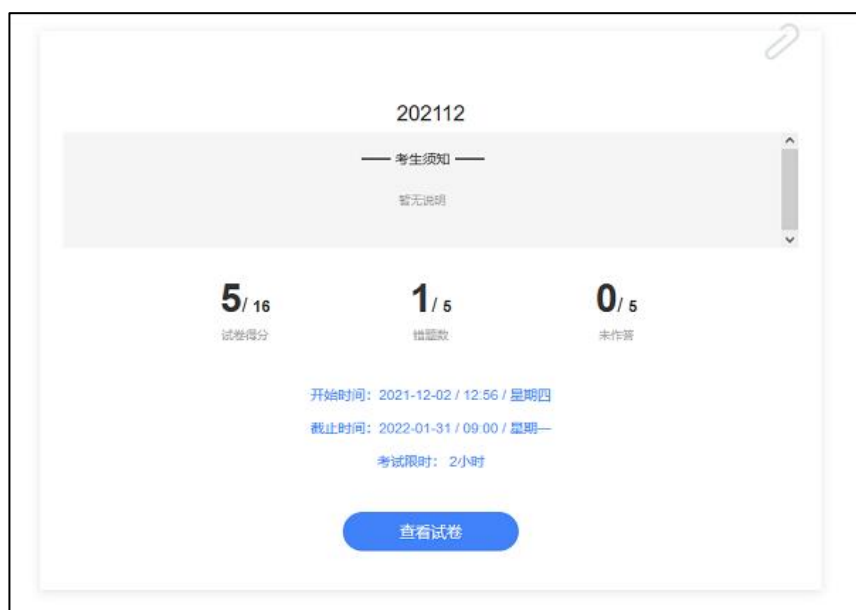 202112
考生须知
暂无说明
5/ 16
1/ 5
0/ 5
试卷得分
错题数
未作答
开始时间：2021-12-02 / 12:56 / 星期四
截止时间：2022-01-31 / 09:00 / 星期一
考试限时： 2小时
查看试卷